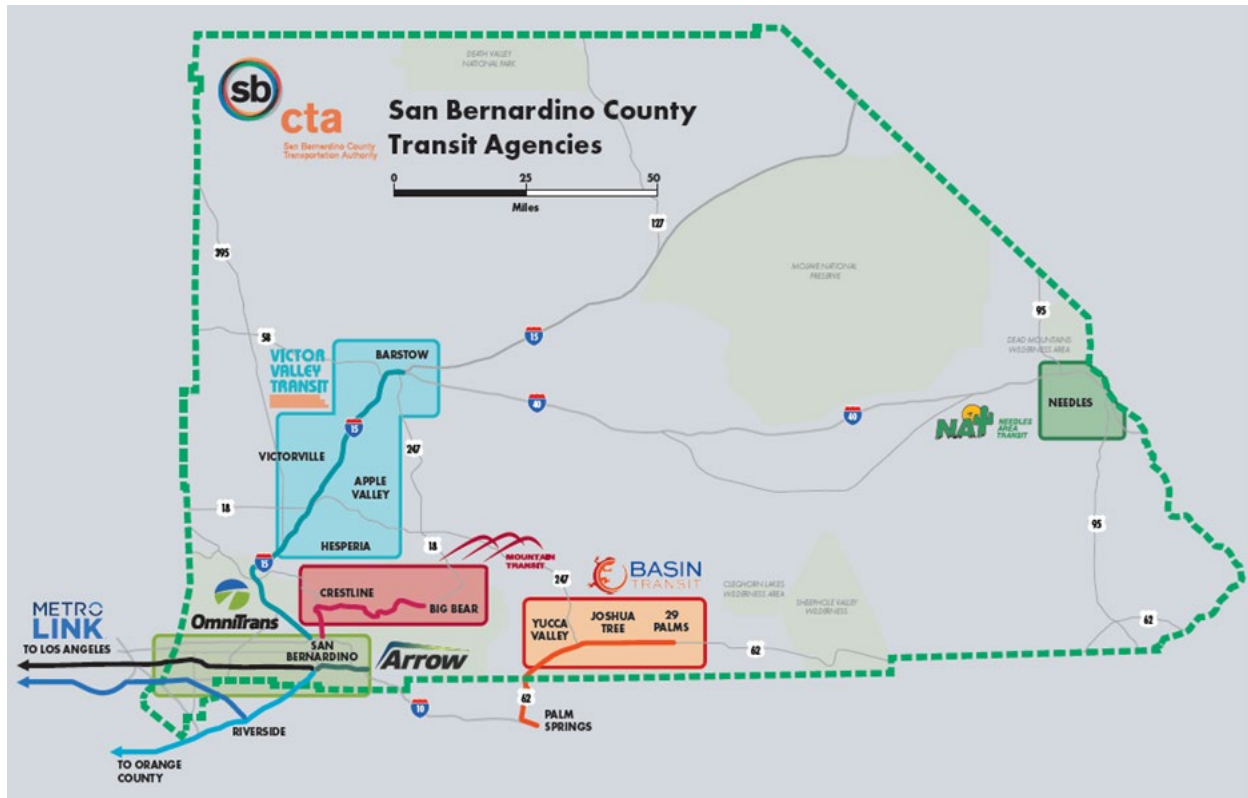 sb
cta
San Bernardino County
Transportation Authority
San Bernardino County
Transit Agencies
0 25 50
Miles
DEATH VALLEY
NATIONAL PARK
127
395
MOJAVE NATIONAL
PRESERVE
95
58
15
DEAD MOUNTAINS
WILDERNESS AREA
VICTOR
VALLEY
TRANSIT
BARSTOW
40
40
NEEDLES
NAT
NEEDLES
AREA
TRANSIT
15
VICTORVILLE
247
APPLE
VALLEY
18
95
HESPERIA
18
15
MOUNTAIN
TRANSIT
BASIN
TRANSIT
247
CLEGHORN LAKES
WILDERNESS AREA
SHEEPHOLE VALLEY
WILDERNESS
CRESTLINE
BIG BEAR
OmniTrans
METRO
LINK
YUCCA
VALLEY
JOSHUA
TREE
29
PALMS
62
62
TO LOS ANGELES
SAN
BERNARDINO
Arrow
62
10
PALM
SPRINGS
RIVERSIDE
TO ORANGE
COUNTY